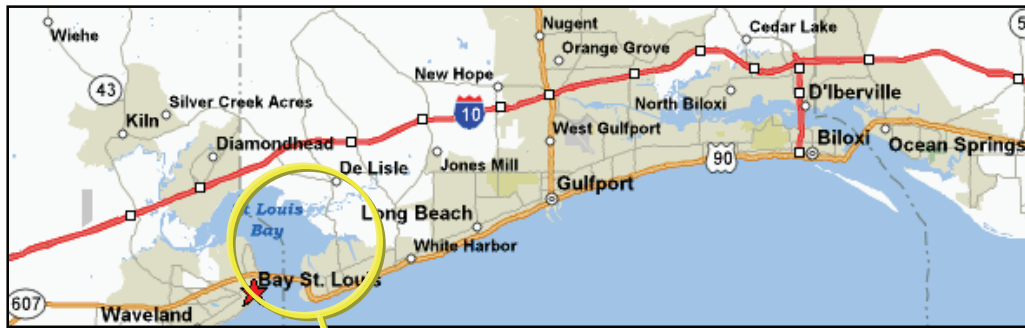 Wiehe
Nugent
Cedar Lake
5
Orange Grove
New Hope
43
Silver Creek Acres
10
North Biloxi
D'Iberville
Kiln
Diamondhead
West Gulfport
Biloxi
Ocean Springs
De Lisle
Jones Mill
90
Gulfport
St Louis
Bay
Long Beach
White Harbor
Bay St. Louis
607
Waveland